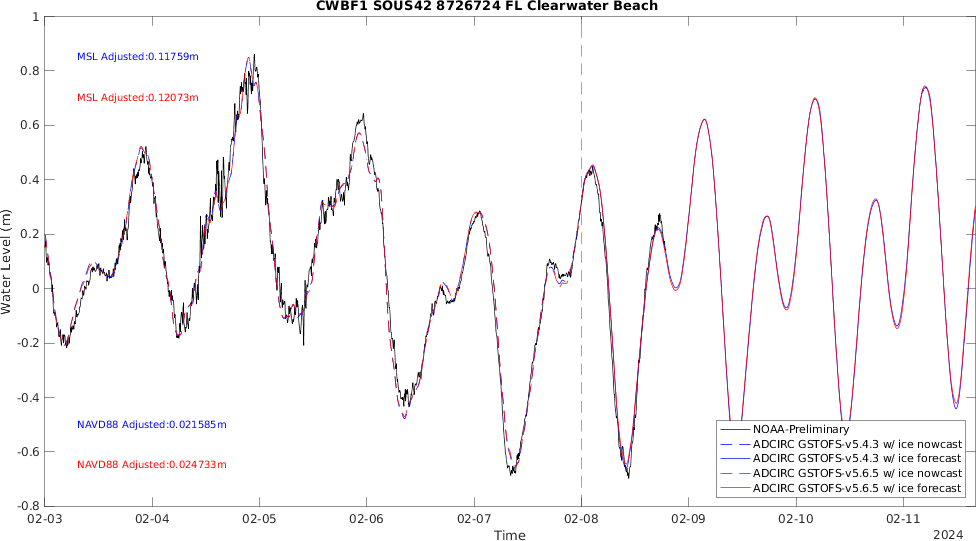 CWBF1 SOUS42 8726724 FL Clearwater Beach
1
MSL Adjusted:0.11759m
0.8
MSL Adjusted:0.12073m
0.6
0.4
0.2
Water Level (m)
0
-0.2
-0.4
NAVD88 Adjusted:0.021585m
NOAA-Preliminary
ADCIRC GSTOFS-v5.4.3 w/ ice nowcast
-0.6
ADCIRC GSTOFS-v5.4.3 w/ ice forecast
NAVD88 Adjusted:0.024733m
ADCIRC GSTOFS-v5.6.5 w/ ice nowcast
ADCIRC GSTOFS-v5.6.5 w/ ice forecast
-0.8
02-03 02-04 02-05 02-06 02-07 02-08 02-09 02-10 02-11
Time
2024